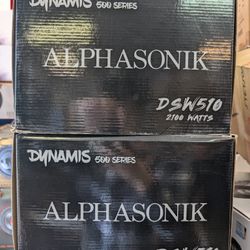 DYNAMIS 500 SERIES
ALPHASONIK
DSW510
2100 WATTS
DYNAMIS 500 SERIES
ALPHASONIK